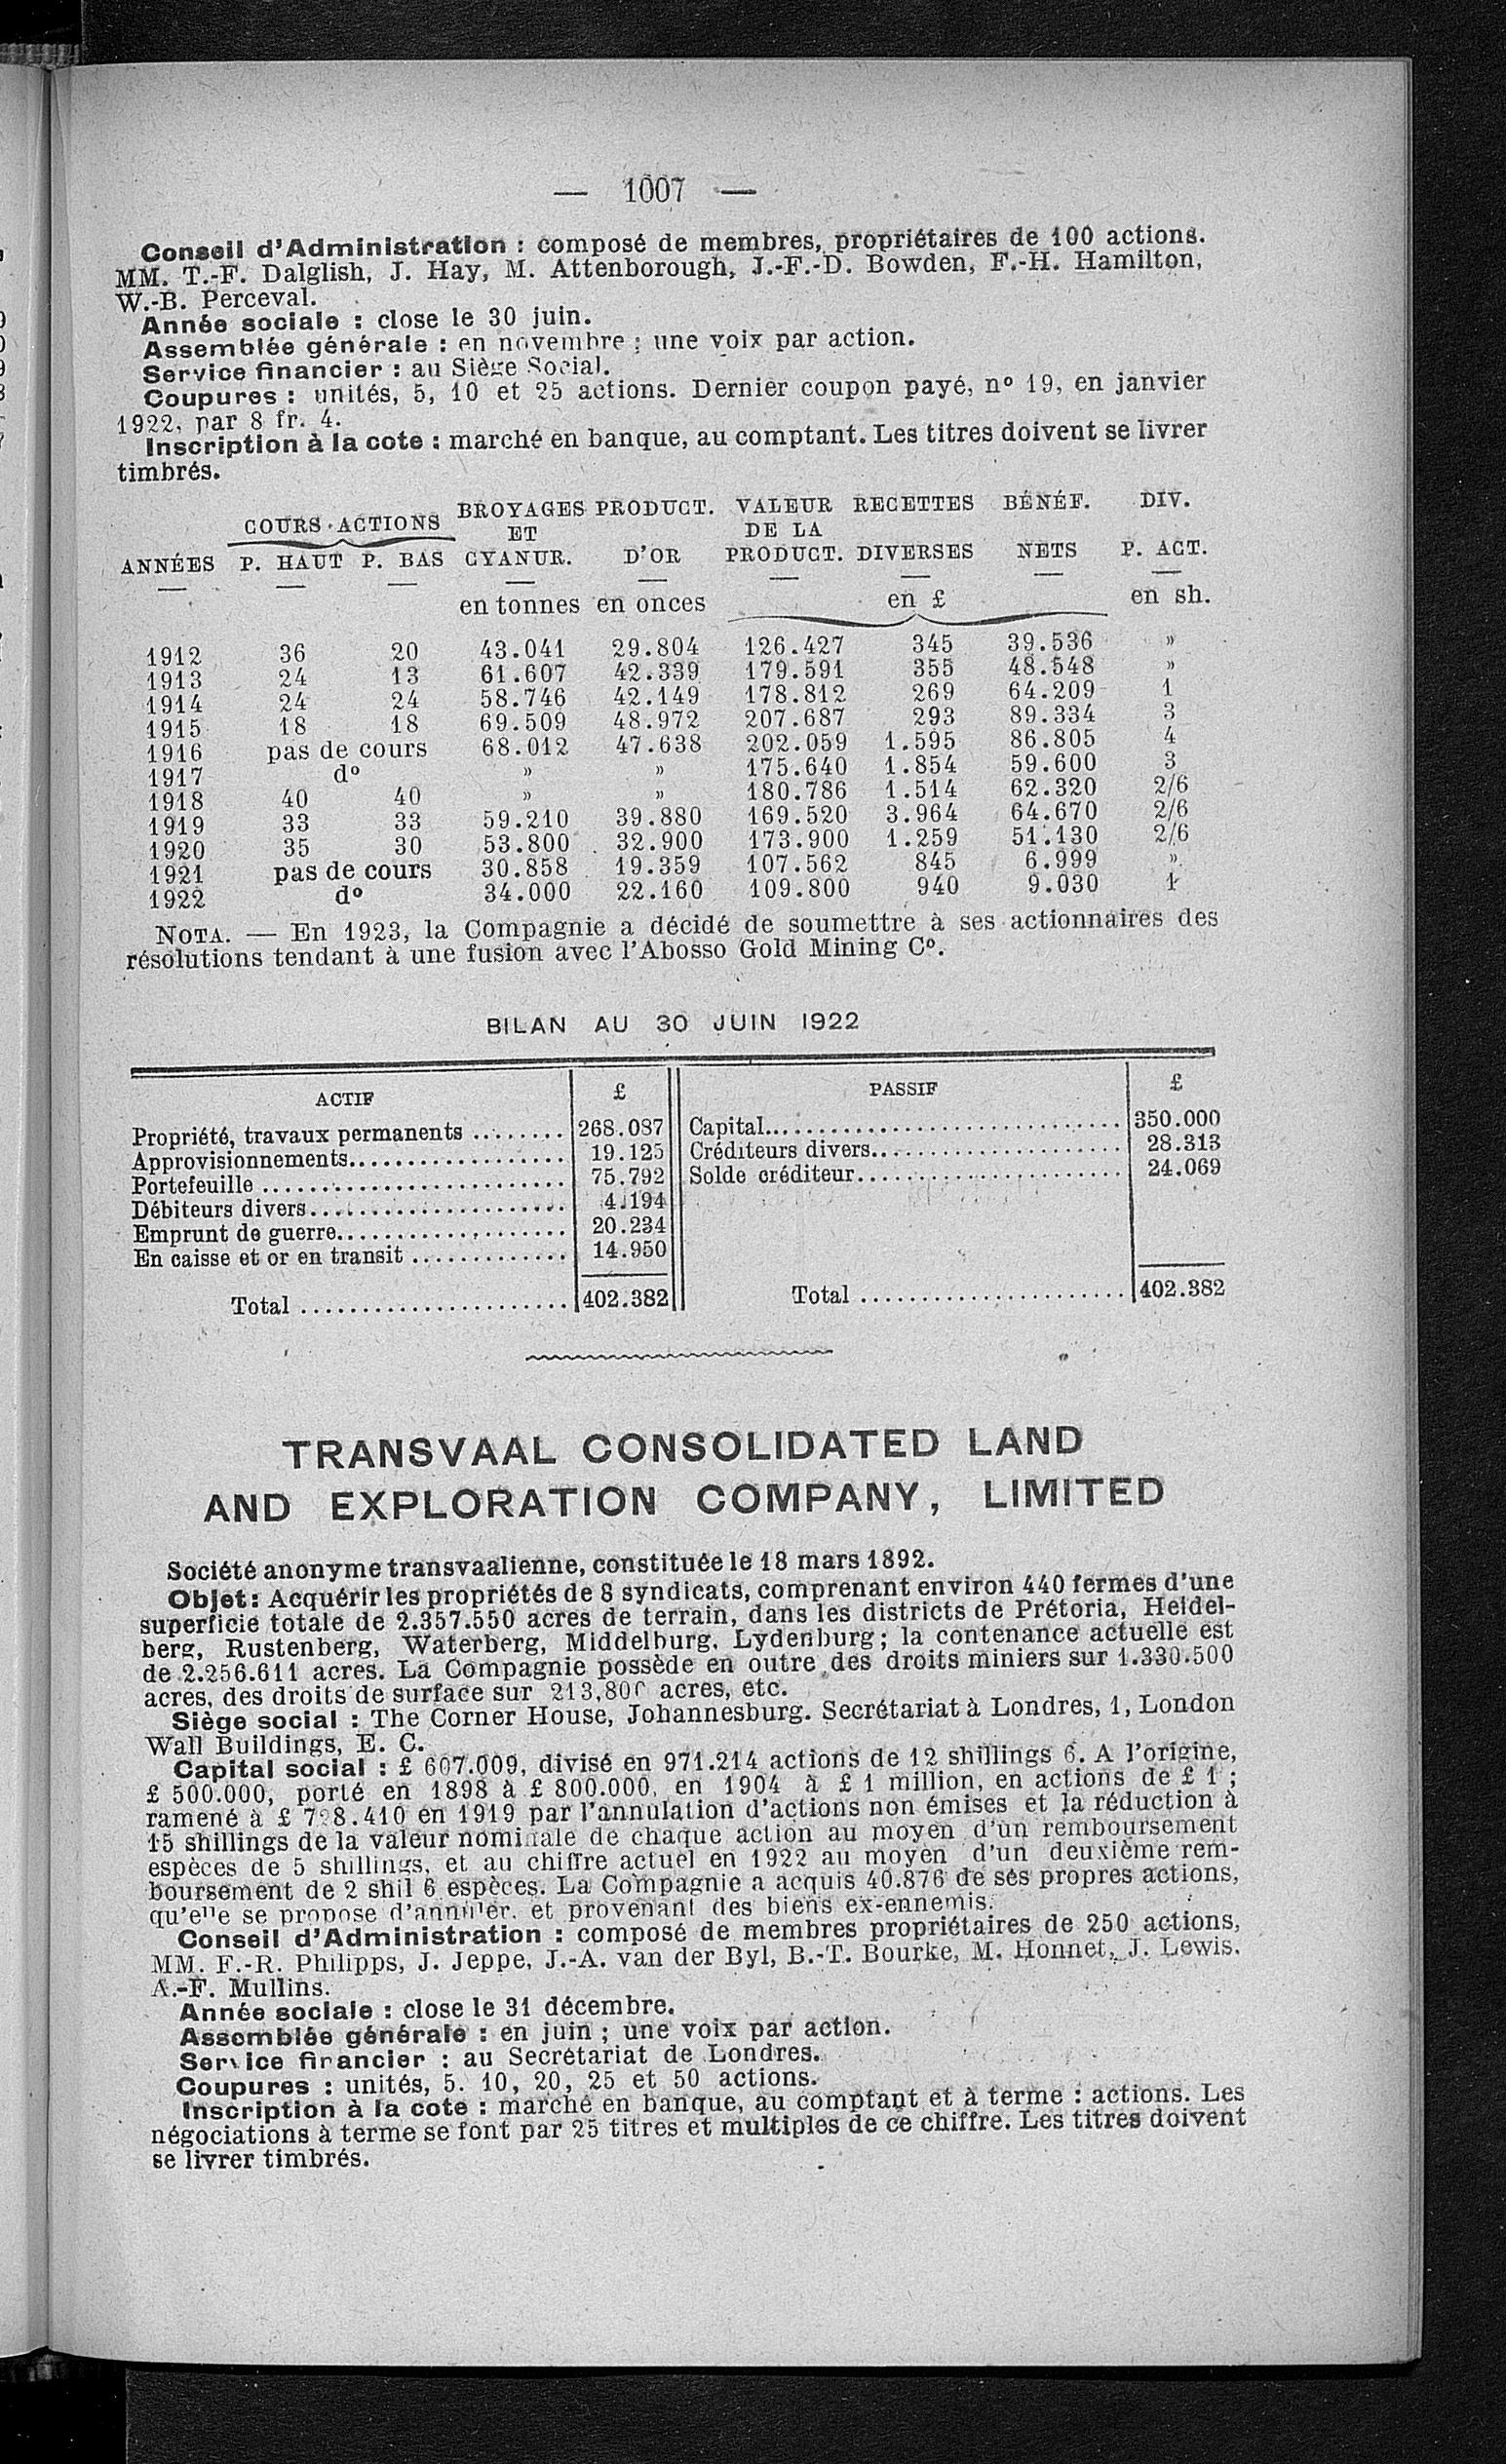 — 1007 —
Conseil d'Administration : composé de membres, propriétaires de 100 actions.
MM. T.-F. Dalglish, J. Hay, M. Attenborough, J.-F.-D. Bowden, F.-H. Hamilton,
W.-B. Perceval.
Année sociale : close le 30 juin.
Assemblée générale : en novembre ; une voix par action.
Service financier : au Siège Social.
Coupures : unités, 5, 10 et 25 actions. Dernier coupon payé, nº 19, en janvier
1922, par 8 fr. 4.
Inscription à la cote : marché en banque, au comptant. Les titres doivent se livrer
timbrés.
COURS ACTIONS BROYAGES PRODUCT. VALEUR RECETTES BÉNÉF. DIV.
ET DE LA
ANNÉES P. HAUT P. BAS CYANUR. D'OR PRODUCT. DIVERSES NETS P. ACT.
en tonnes en onces en £ en sh.
1912 36 20 43.041 29.804 126.427 345 39.536 »
1913 24 13 61.607 42.339 179.591 355 48.548 »
1914 24 24 58.746 42.149 178.812 269 64.209 1
1915 18 18 69.509 48.972 207.687 293 89.334 3
1916 pas de cours 68.012 47.638 202.059 1.595 86.805 4
1917 dº » » 175.640 1.854 59.600 3
1918 40 40 » » 180.786 1.514 62.320 2/6
1919 33 33 59.210 39.880 169.520 3.964 64.670 2/6
1920 35 30 53.800 32.900 173.900 1.259 51.130 2/6
1921 pas de cours 30.858 19.359 107.562 845 6.999 »
1922 dº 34.000 22.160 109.800 940 9.030 1
NOTA. — En 1923, la Compagnie a décidé de soumettre à ses actionnaires des
résolutions tendant à une fusion avec l'Abosso Gold Mining Cº.
BILAN AU 30 JUIN 1922
ACTIF £ PASSIF £
Propriété, travaux permanents ........ 268.087 Capital.............................. 350.000
Approvisionnements.................. 19.125 Créditeurs divers..................... 28.313
Portefeuille ......................... 75.792 Solde créditeur...................... 24.069
Débiteurs divers..................... 4.194
Emprunt de guerre................... 20.234
En caisse et or en transit ............. 14.950
Total ...................... 402.382 Total ...................... 402.382
TRANSVAAL CONSOLIDATED LAND
AND EXPLORATION COMPANY, LIMITED
Société anonyme transvaalienne, constituée le 18 mars 1892.
Objet : Acquérir les propriétés de 8 syndicats, comprenant environ 440 fermes d'une
superficie totale de 2.357.550 acres de terrain, dans les districts de Prétoria, Heidel-
berg, Rustenberg, Waterberg, Middelburg, Lydenburg ; la contenance actuelle est
de 2.256.611 acres. La Compagnie possède en outre des droits miniers sur 1.330.500
acres, des droits de surface sur acres, etc.
Siège social : The Corner House, Johannesburg. Secrétariat à Londres, 1, London
Wall Buildings, E. C.
Capital social : £ 607.009, divisé en 971.214 actions de 12 shillings 6. A l'origine,
£ 500.000, porté en 1898 à £ 800.000, en 1904 à £ 1 million, en actions de £ 1 ;
ramené à £ en 1919 par l'annulation d'actions non émises et la réduction à
15 shillings de la valeur nominale de chaque action au moyen d'un remboursement
espèces de 5 shillings, et au chiffre actuel en 1922 au moyen d'un deuxième rem-
boursement de 2 shil 6 espèces. La Compagnie a acquis 40.876 de ses propres actions,
qu'elle se propose d'annuler, et provenant des biens ex-ennemis.
Conseil d'Administration : composé de membres propriétaires de 250 actions,
MM. F.-R. Philipps, J. Jeppe, J.-A. van der Byl, B.-T. Bourke, M. Honnet, J. Lewis.
A.-F. Mullins.
Année sociale : close le 31 décembre.
Assemblée générale : en juin ; une voix par action.
Service financier : au Secrétariat de Londres.
Coupures : unités, 5. 10, 20, 25 et 50 actions.
Inscription à la cote : marché en banque, au comptant et à terme : actions. Les
négociations à terme se font par 25 titres et multiples de ce chiffre. Les titres doivent
se livrer timbrés.